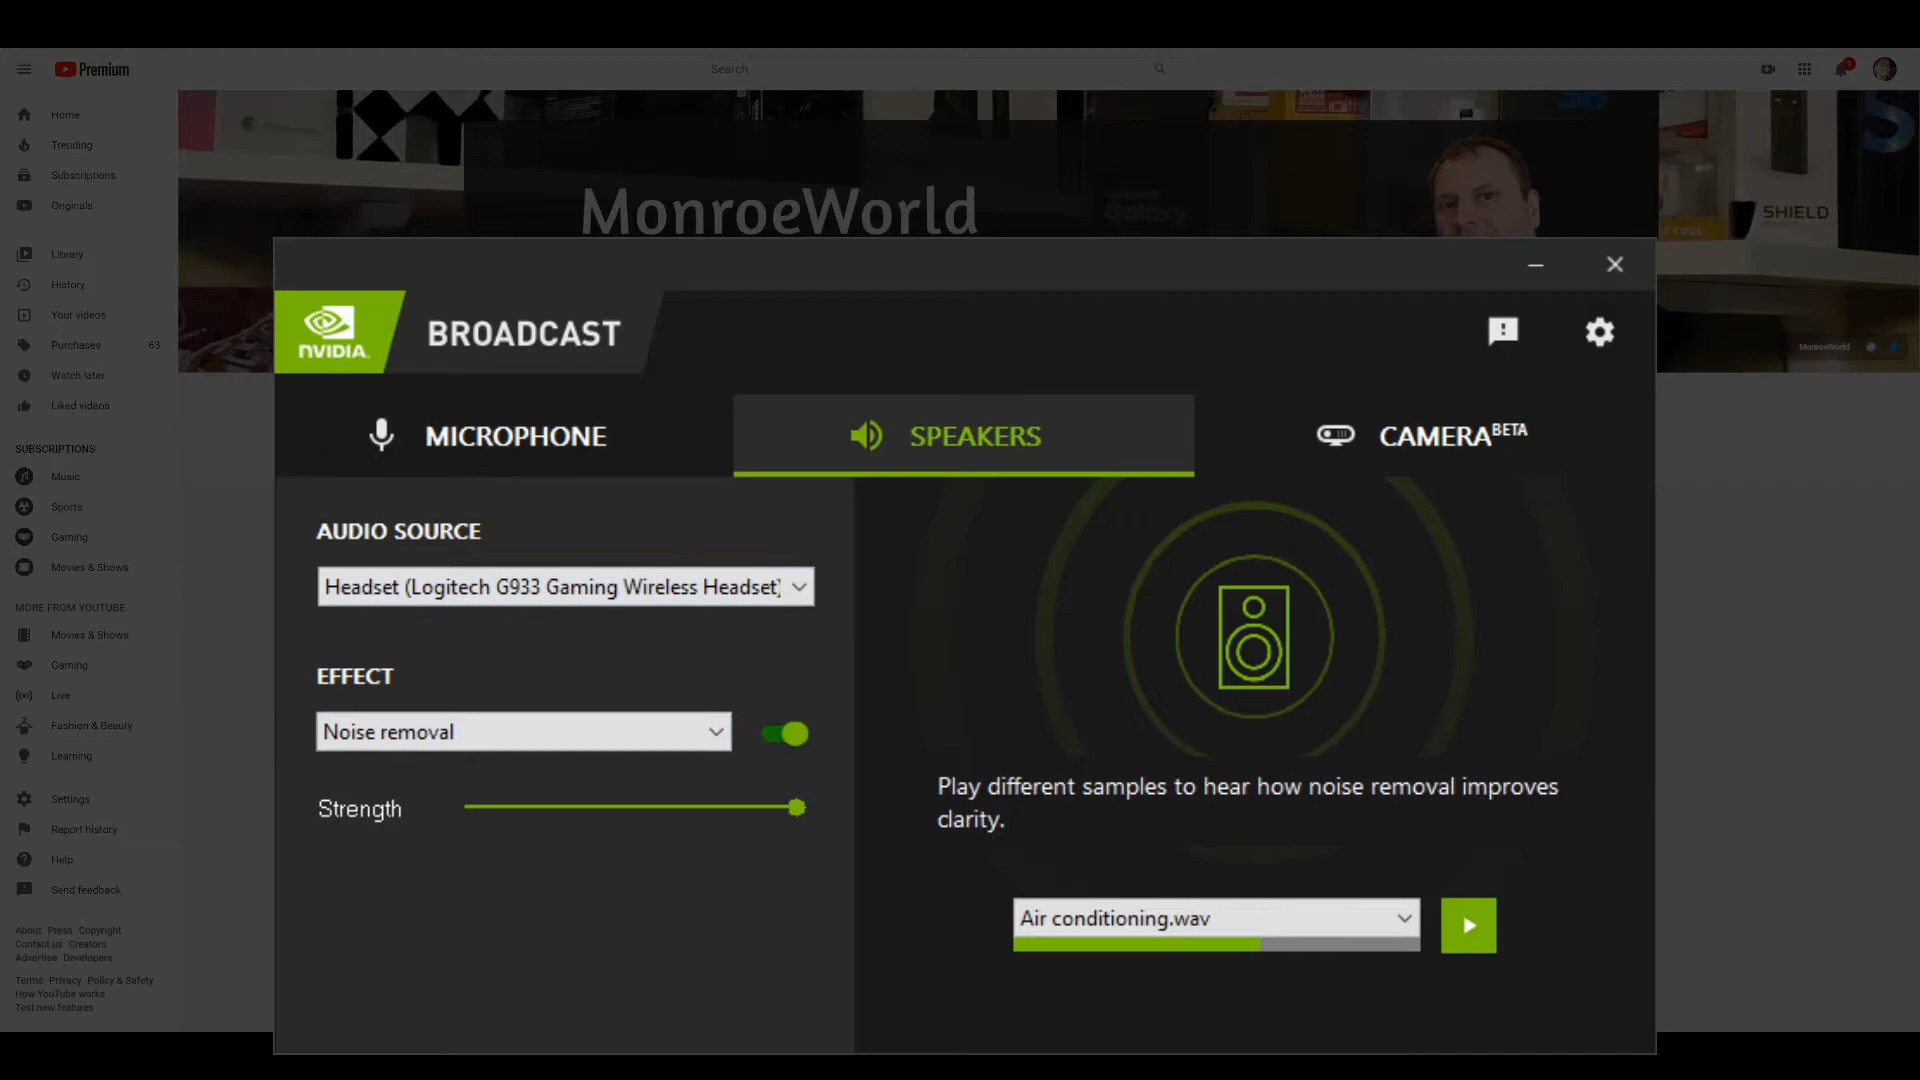 Premium
Search
1
Home
Trending
Subscriptions
Originals
Library
History
Your videos
Purchases 63
Watch later
Liked videos
SUBSCRIPTIONS
Music
Sports
Gaming
Movies & Shows
MORE FROM YOUTUBE
Movies & Shows
Gaming
Live
Fashion & Beauty
Learning
Settings
Report history
Help
Send feedback
About Press Copyright
Contact us Creators
Advertise Developers
Terms Privacy Policy & Safety
How YouTube works
Test new features
MonroeWorld
Galaxy
SHIELD
MonroeWorld
NVIDIA
BROADCAST
MICROPHONE
SPEAKERS
CAMERA BETA
AUDIO SOURCE
Headset (Logitech G933 Gaming Wireless Headset)
EFFECT
Noise removal
Strength
Play different samples to hear how noise removal improves
clarity.
Air conditioning.wav